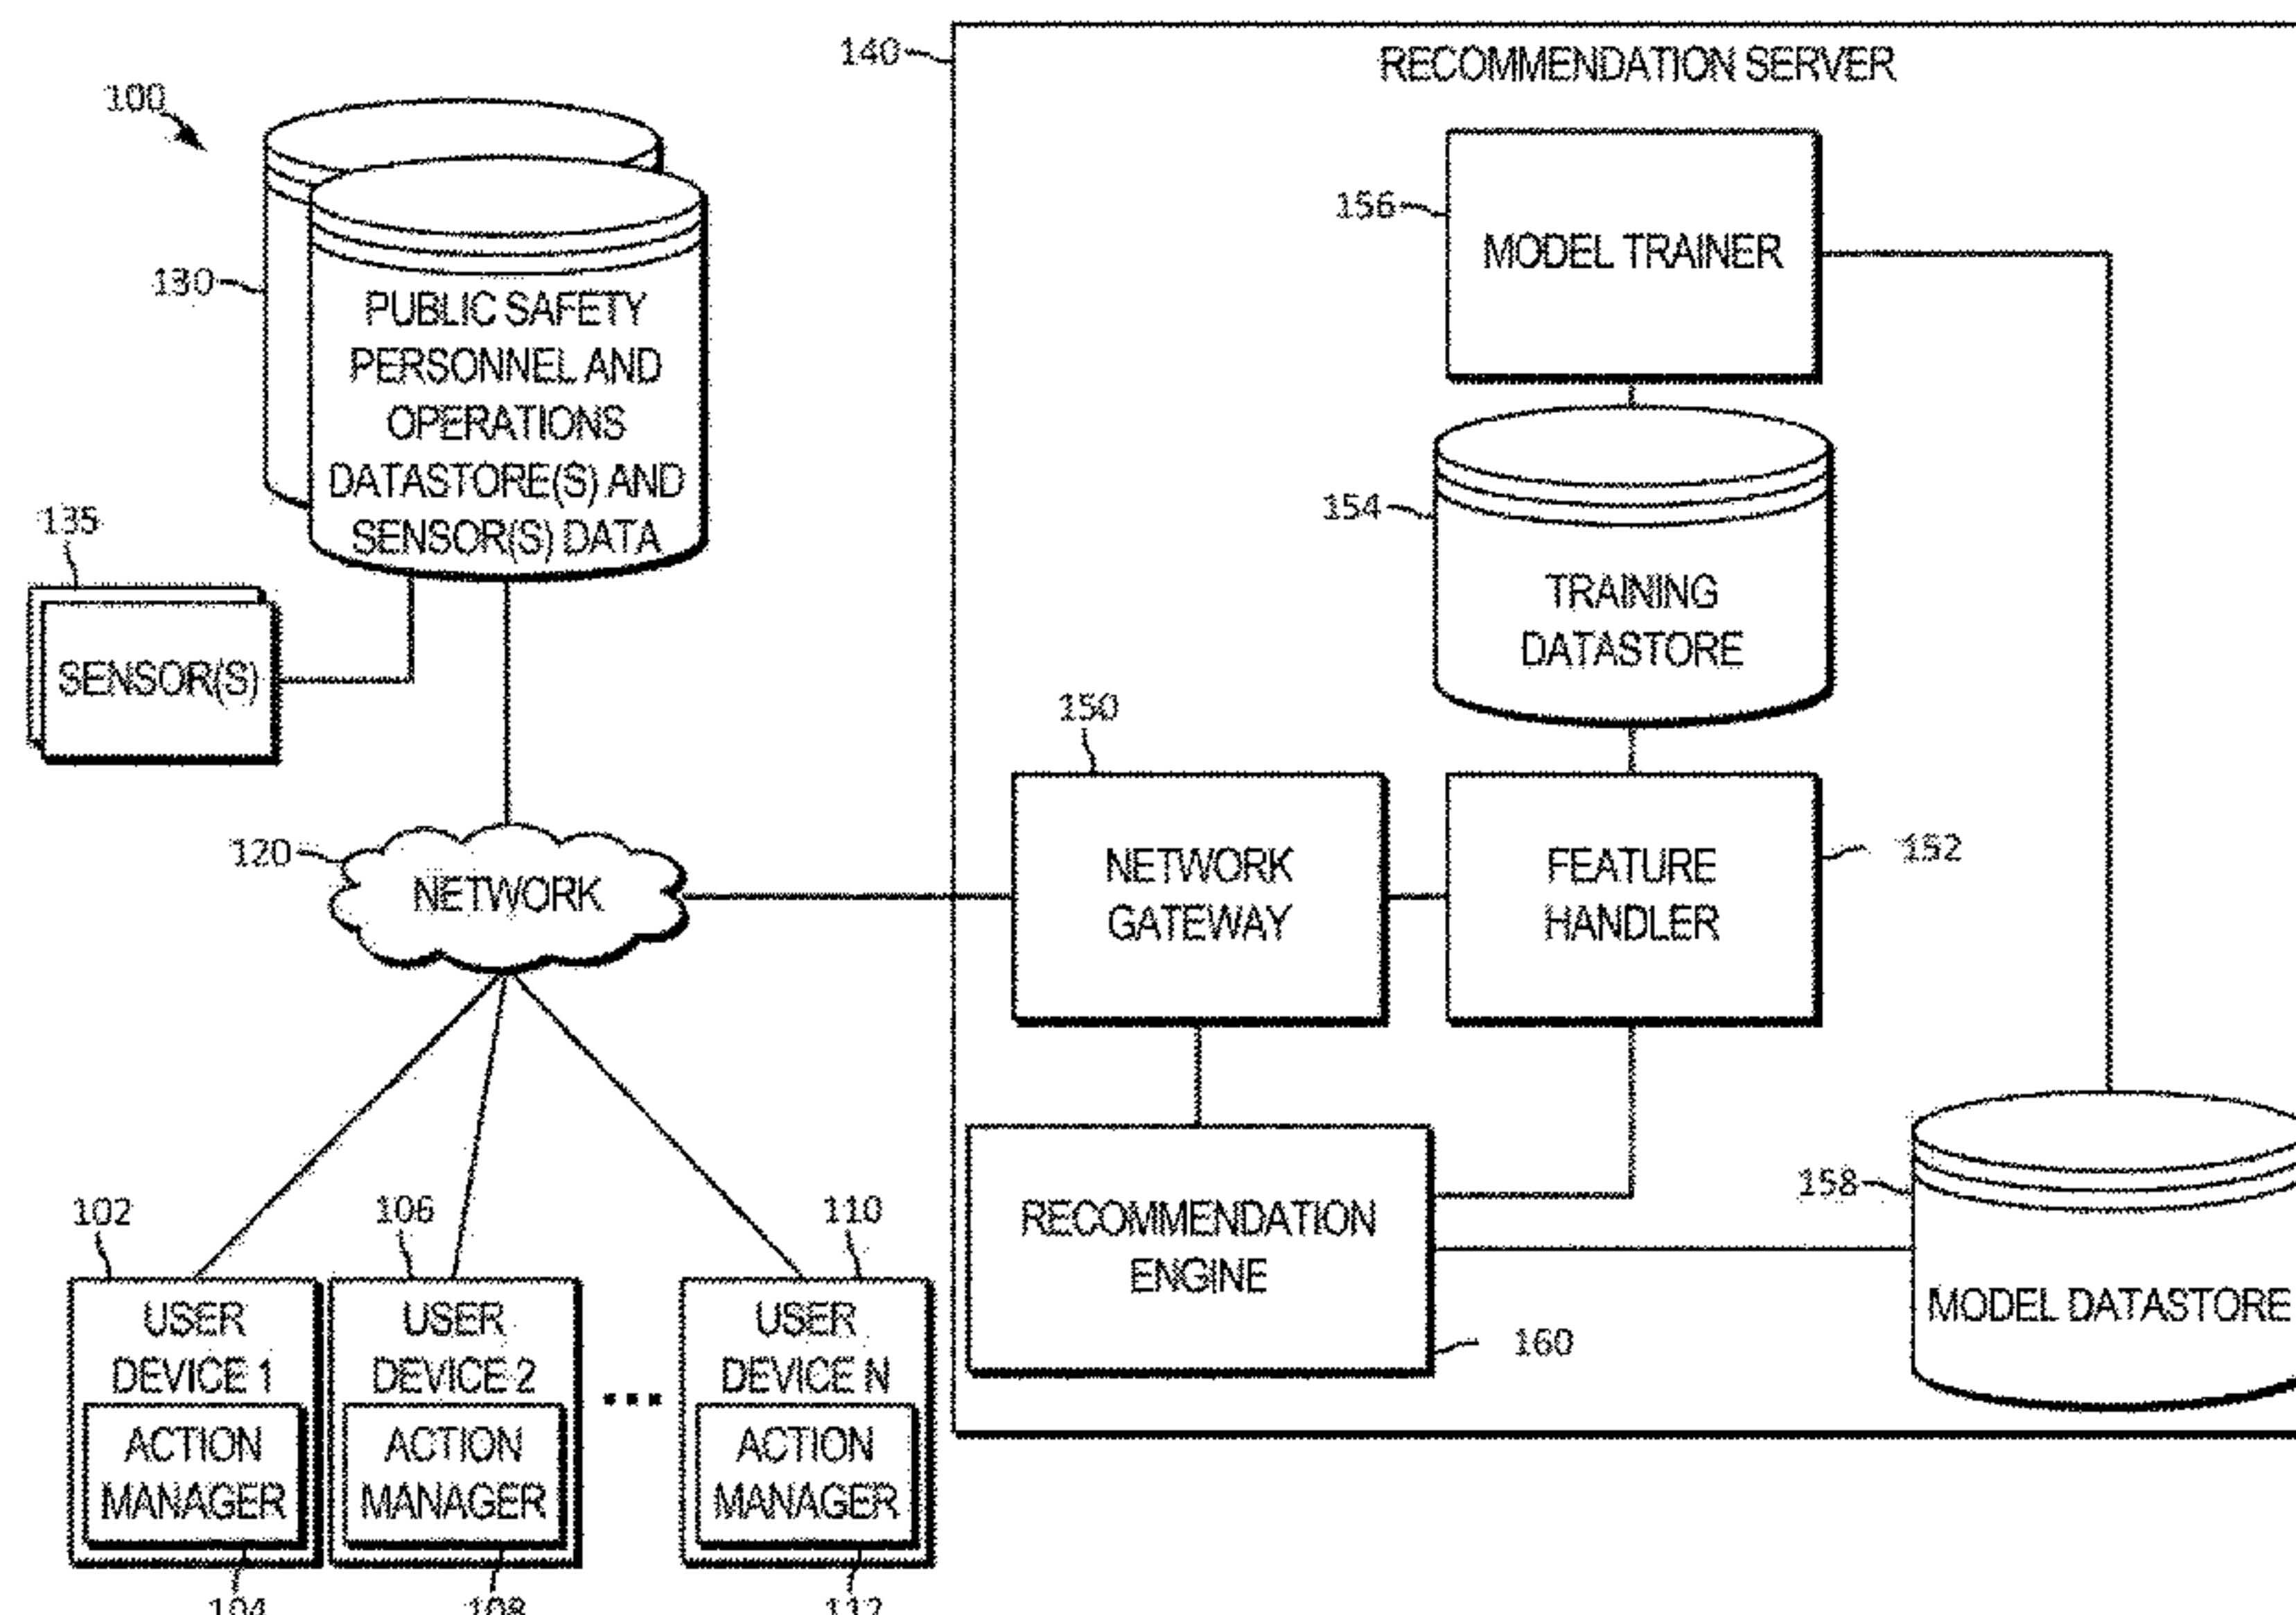 100
130
PUBLIC SAFETY
PERSONNEL AND
OPERATIONS
DATASTORE(S) AND
SENSOR(S) DATA
135
SENSOR(S)
120
NETWORK
102
USER
DEVICE 1
ACTION
MANAGER
104
106
USER
DEVICE 2
ACTION
MANAGER
108
...
110
USER
DEVICE N
ACTION
MANAGER
112
140
RECOMMENDATION SERVER
156
MODEL TRAINER
154
TRAINING
DATASTORE
150
NETWORK
GATEWAY
FEATURE
HANDLER
152
RECOMMENDATION
ENGINE
160
158
MODEL DATASTORE